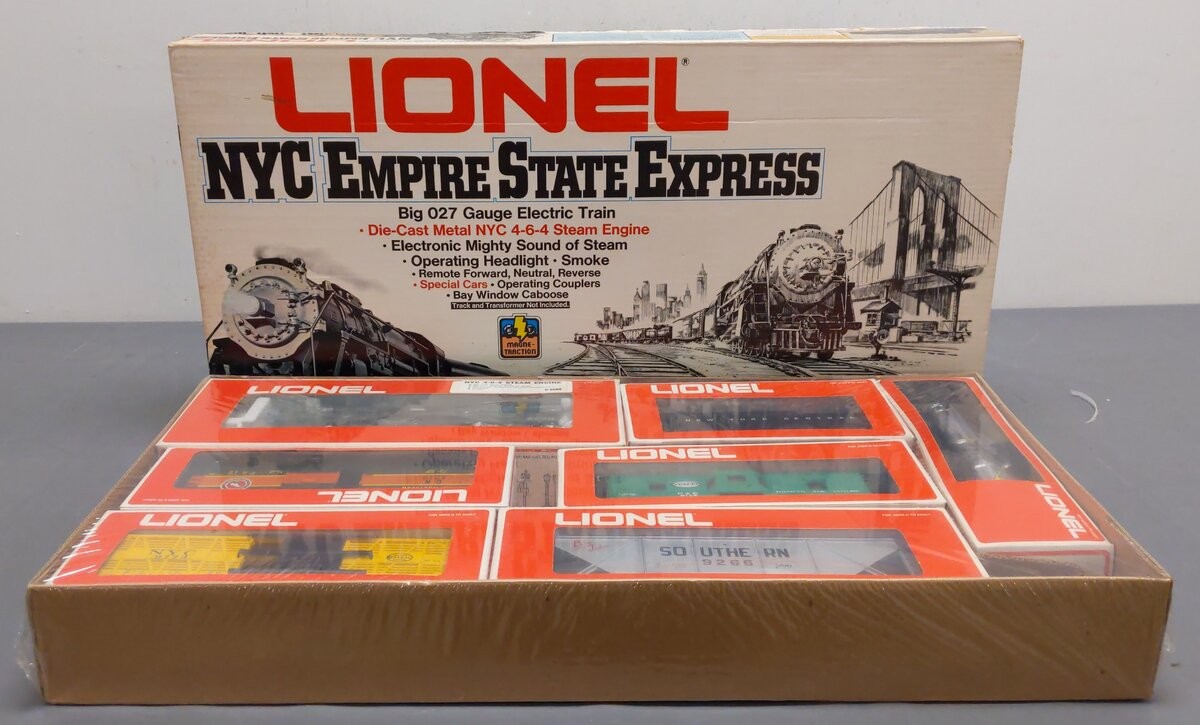 LIONEL®
NYC EMPIRE STATE EXPRESS
Big 027 Gauge Electric Train
• Die-Cast Metal NYC 4-6-4 Steam Engine
• Electronic Mighty Sound of Steam
• Operating Headlight • Smoke
• Remote Forward, Neutral, Reverse
• Special Cars • Operating Couplers
• Bay Window Caboose
Track and Transformer Not Included.
MAGNE-
TRACTION
LIONEL
NYC 4-6-4 STEAM ENGINE
LIONEL
NEW YORK CENTRAL
LIONEL
LIONEL
LIONEL
LIONEL
NYC
LIONEL
SOUTHERN
9266